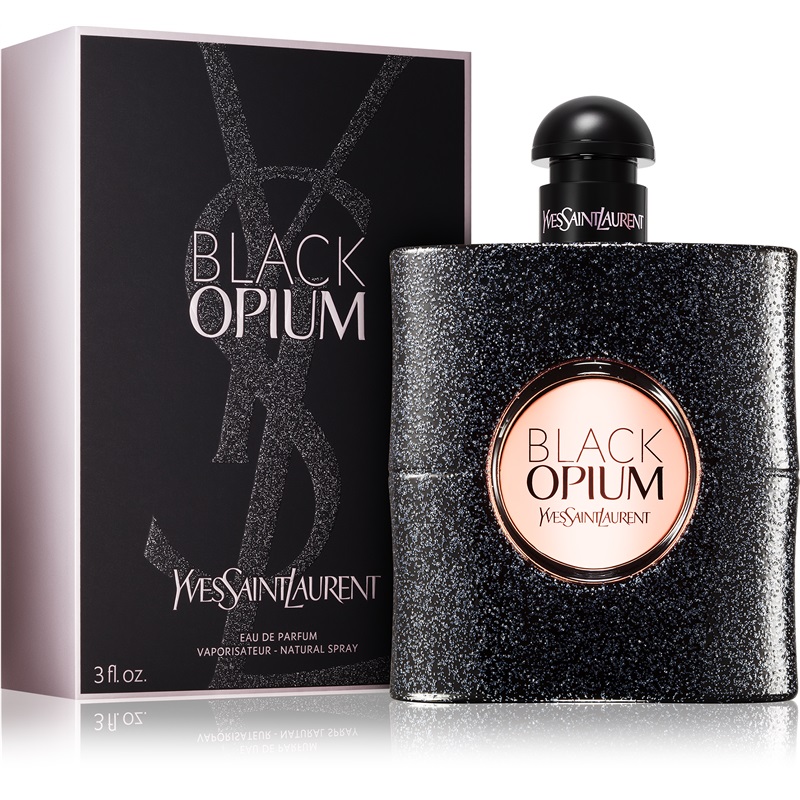 BLACK
OPIUM
YVESSAINTLAURENT
EAU DE PARFUM
VAPORISATEUR - NATURAL SPRAY
3 fl. oz.
YVESSAINTLAURENT
BLACK
OPIUM
YVESSAINTLAURENT